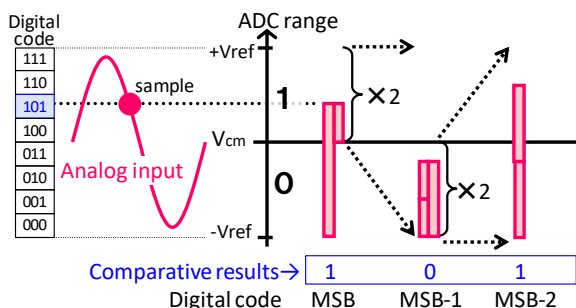 Digital
code
111
110
101
100
011
010
001
000
sample
Analog input
ADC range
+Vref
1
Vcm
0
-Vref
×2
×2
Comparative results→ 1 0 1
Digital code MSB MSB-1 MSB-2